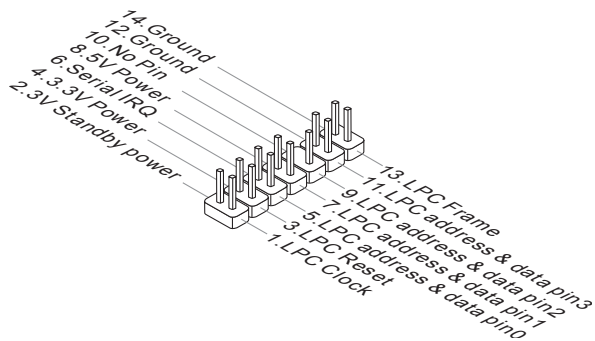 14.Ground
12.Ground
10.No Pin
8.5V Power
6.Serial IRQ
4.3.3V Power
2.3V Standby power
13.LPC Frame
11.LPC address & data pin3
9.LPC address & data pin2
7.LPC address & data pin1
5.LPC address & data pin0
3.LPC Reset
1.LPC Clock